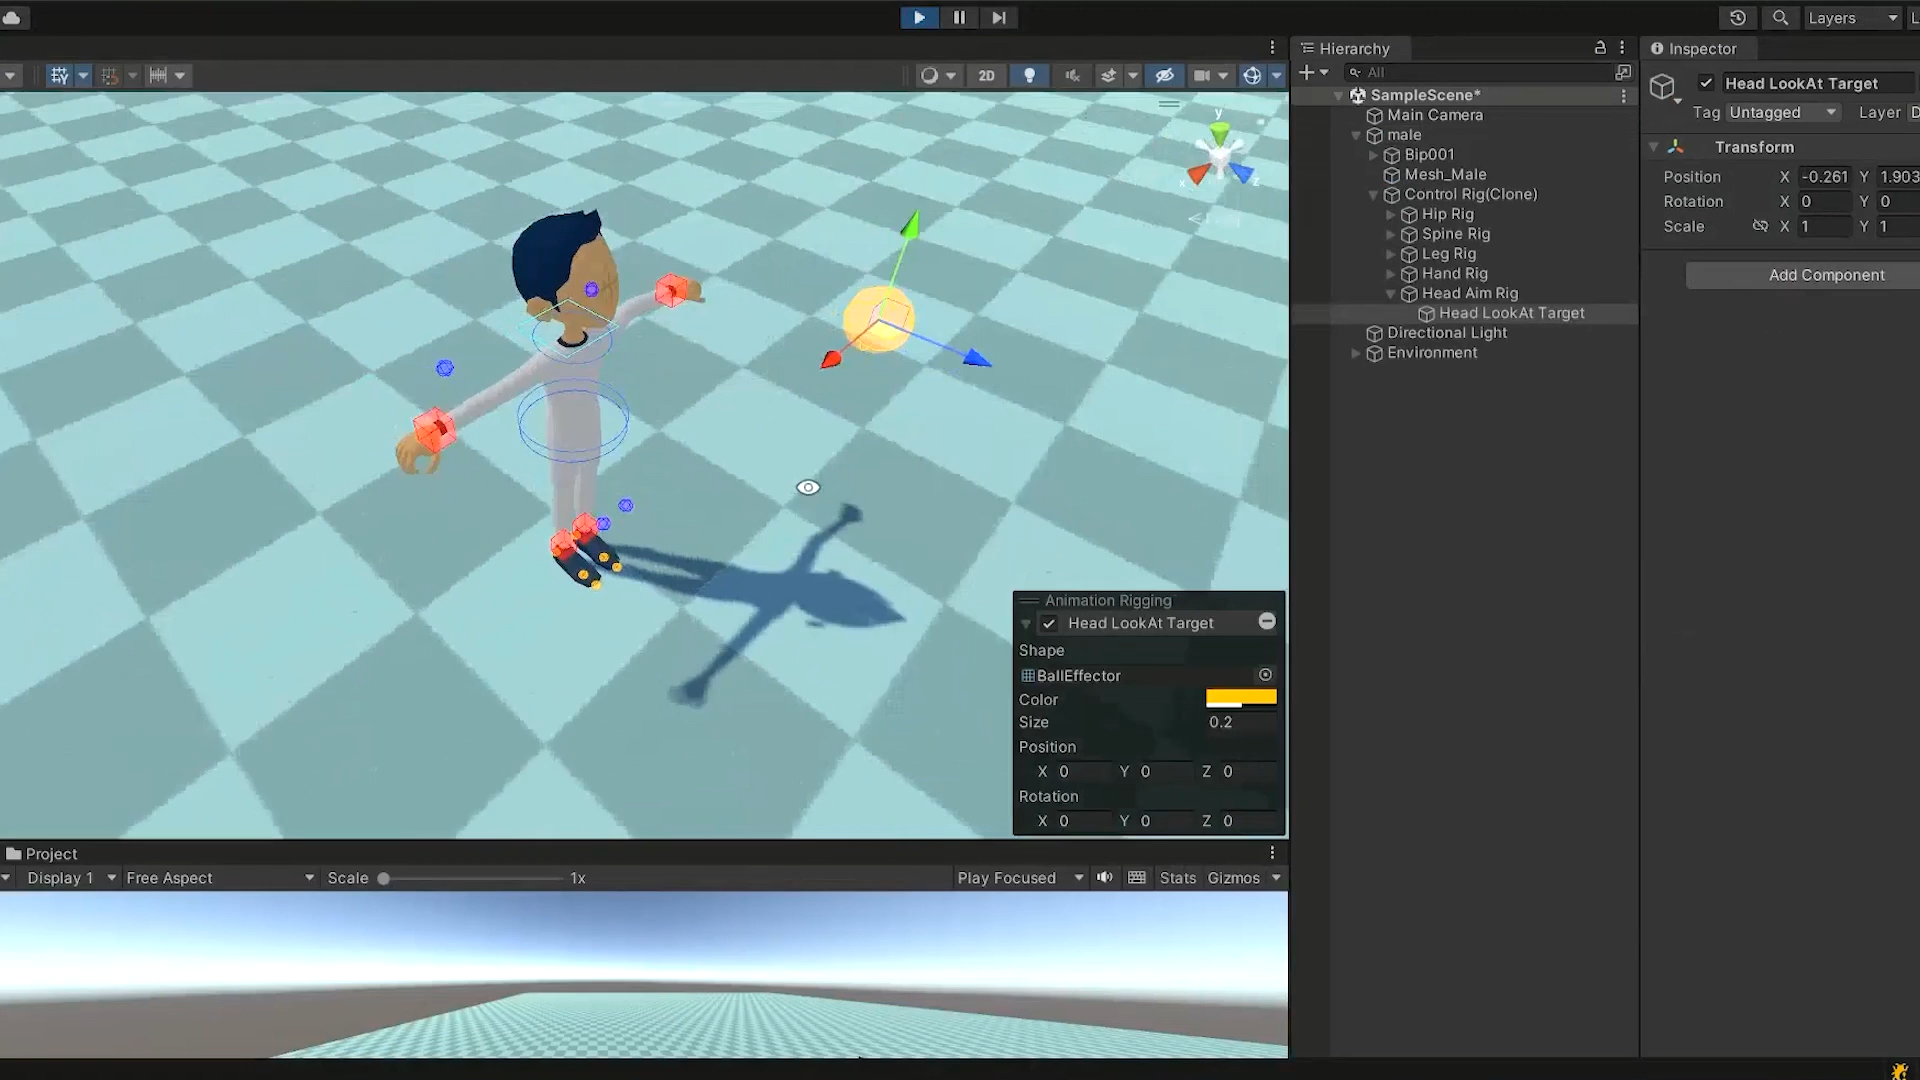 Layers
L
Hierarchy
Inspector
2D
All
Head LookAt Target
SampleScene*
Main Camera
Tag Untagged Layer D
male
Bip001
Transform
Mesh_Male
Position X -0.261 Y 1.903
Control Rig(Clone)
Rotation X 0 Y 0
Hip Rig
Scale X 1 Y 1
Spine Rig
Leg Rig
Hand Rig
Add Component
Head Aim Rig
Head LookAt Target
Directional Light
Environment
y
x
z
Animation Rigging
Head LookAt Target
Shape
BallEffector
Color
Size 0.2
Position
X 0 Y 0 Z 0
Rotation
X 0 Y 0 Z 0
Project
Display 1 Free Aspect Scale 1x Play Focused Stats Gizmos